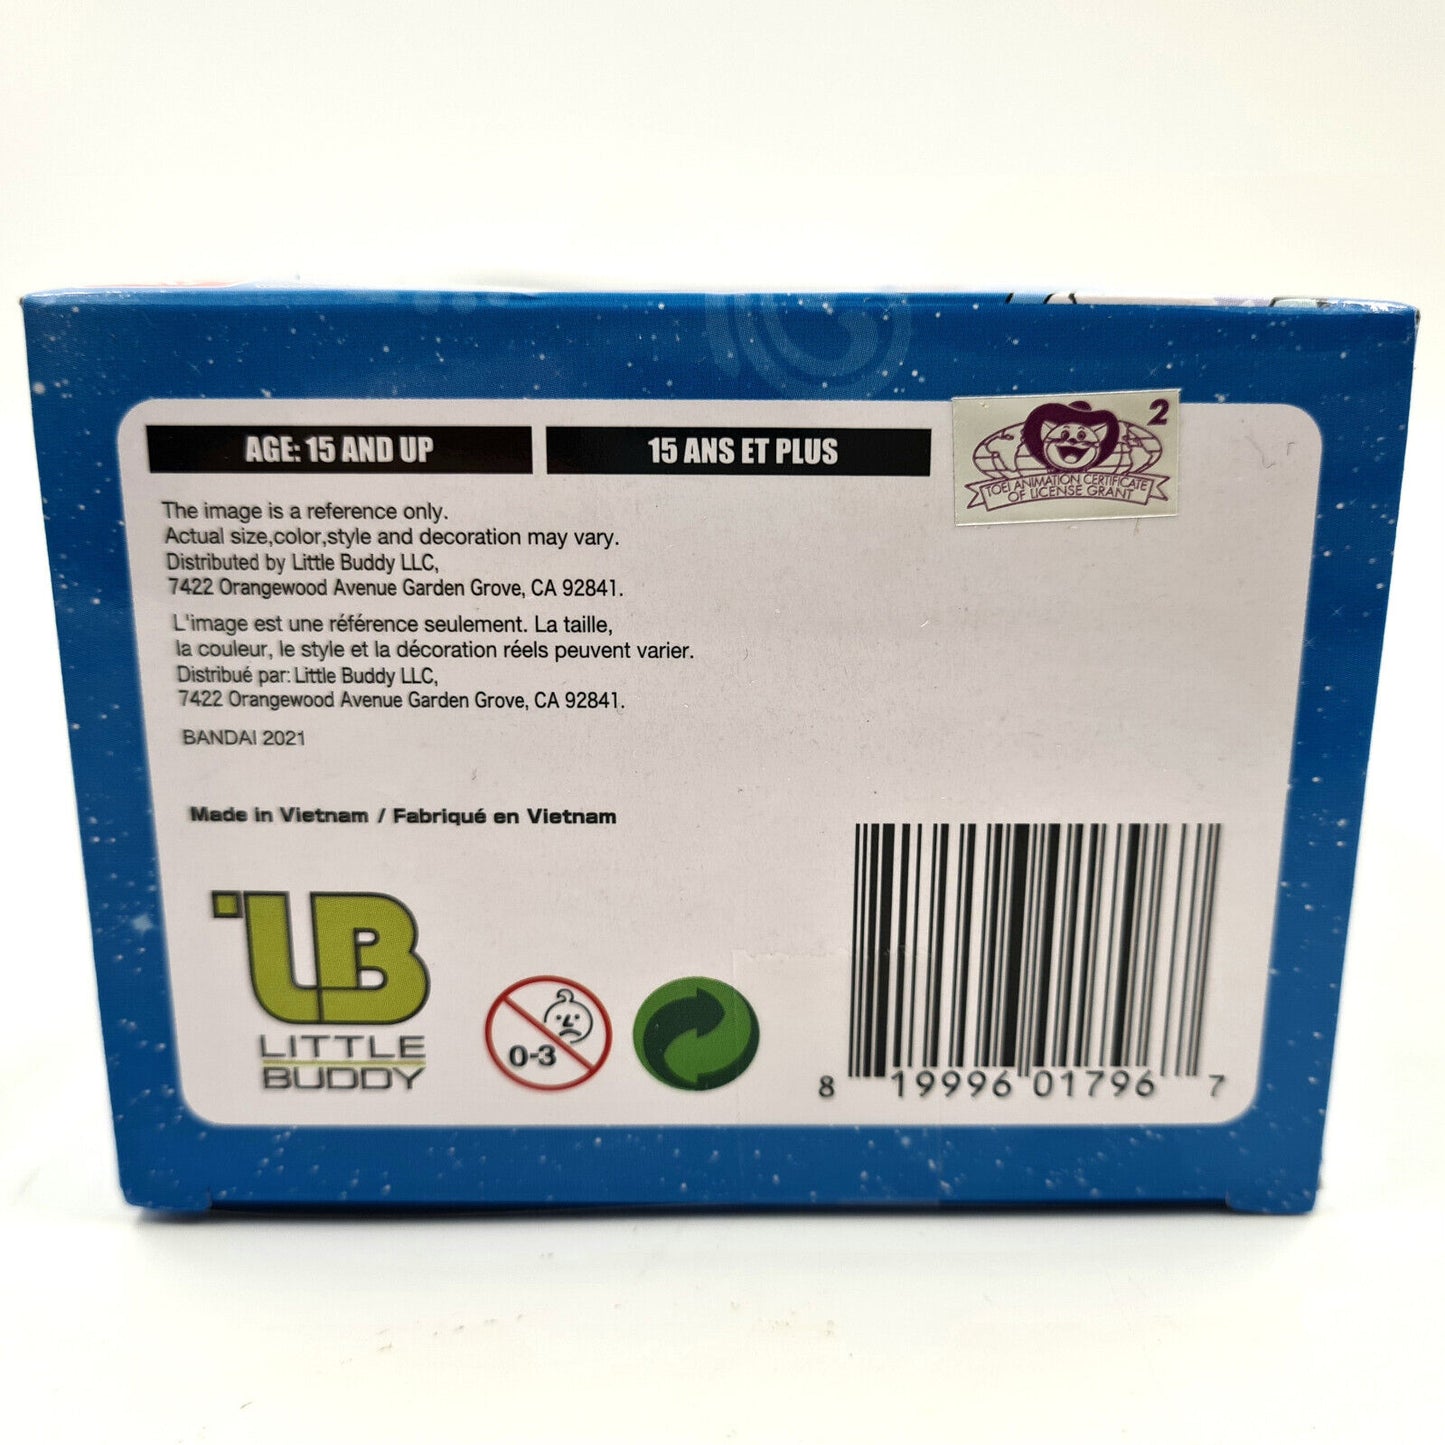 AGE: 15 AND UP
15 ANS ET PLUS
2
TOEI ANIMATION CERTIFICATE
OF LICENSE GRANT
The image is a reference only.
Actual size,color,style and decoration may vary.
Distributed by Little Buddy LLC,
7422 Orangewood Avenue Garden Grove, CA 92841.
L'image est une référence seulement. La taille,
la couleur, le style et la décoration réels peuvent varier.
Distribué par: Little Buddy LLC,
7422 Orangewood Avenue Garden Grove, CA 92841.
BANDAI 2021
Made in Vietnam / Fabriqué en Vietnam
LB
LITTLE
BUDDY
0-3
8 19996 01796 7